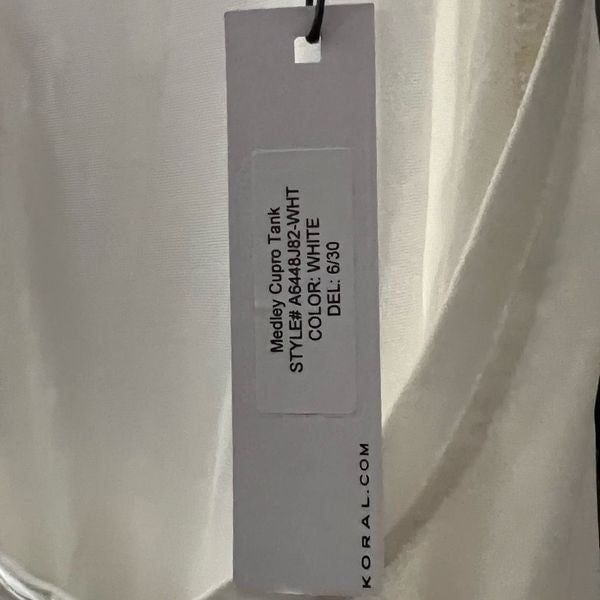 Medley Cupro Tank
STYLE# A6448J82-WHT
COLOR: WHITE
DEL: 6/30
KORAL.COM